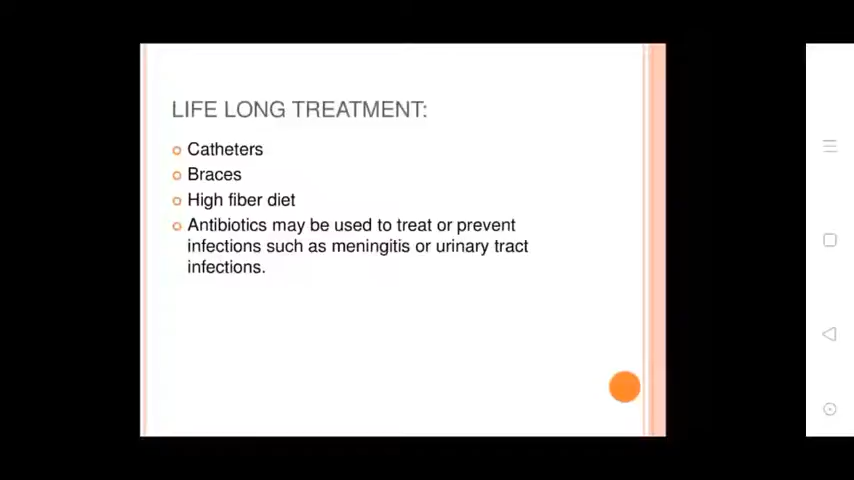 LIFE LONG TREATMENT:
Catheters
Braces
High fiber diet
Antibiotics may be used to treat or prevent
infections such as meningitis or urinary tract
infections.